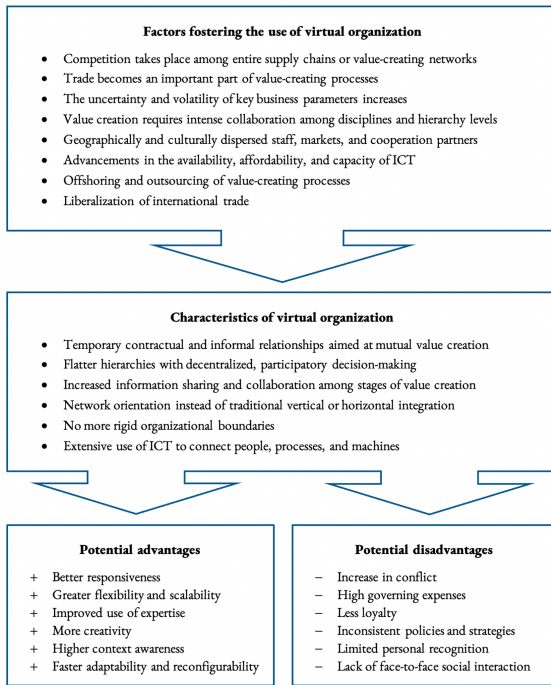 Factors fostering the use of virtual organization
• Competition takes place among entire supply chains or value-creating networks
• Trade becomes an important part of value-creating processes
• The uncertainty and volatility of key business parameters increases
• Value creation requires intense collaboration among disciplines and hierarchy levels
• Geographically and culturally dispersed staff, markets, and cooperation partners
• Advancements in the availability, affordability, and capacity of ICT
• Offshoring and outsourcing of value-creating processes
• Liberalization of international trade
Characteristics of virtual organization
• Temporary contractual and informal relationships aimed at mutual value creation
• Flatter hierarchies with decentralized, participatory decision-making
• Increased information sharing and collaboration among stages of value creation
• Network orientation instead of traditional vertical or horizontal integration
• No more rigid organizational boundaries
• Extensive use of ICT to connect people, processes, and machines
Potential advantages
+ Better responsiveness
+ Greater flexibility and scalability
+ Improved use of expertise
+ More creativity
+ Higher context awareness
+ Faster adaptability and reconfigurability
Potential disadvantages
– Increase in conflict
– High governing expenses
– Less loyalty
– Inconsistent policies and strategies
– Limited personal recognition
– Lack of face-to-face social interaction